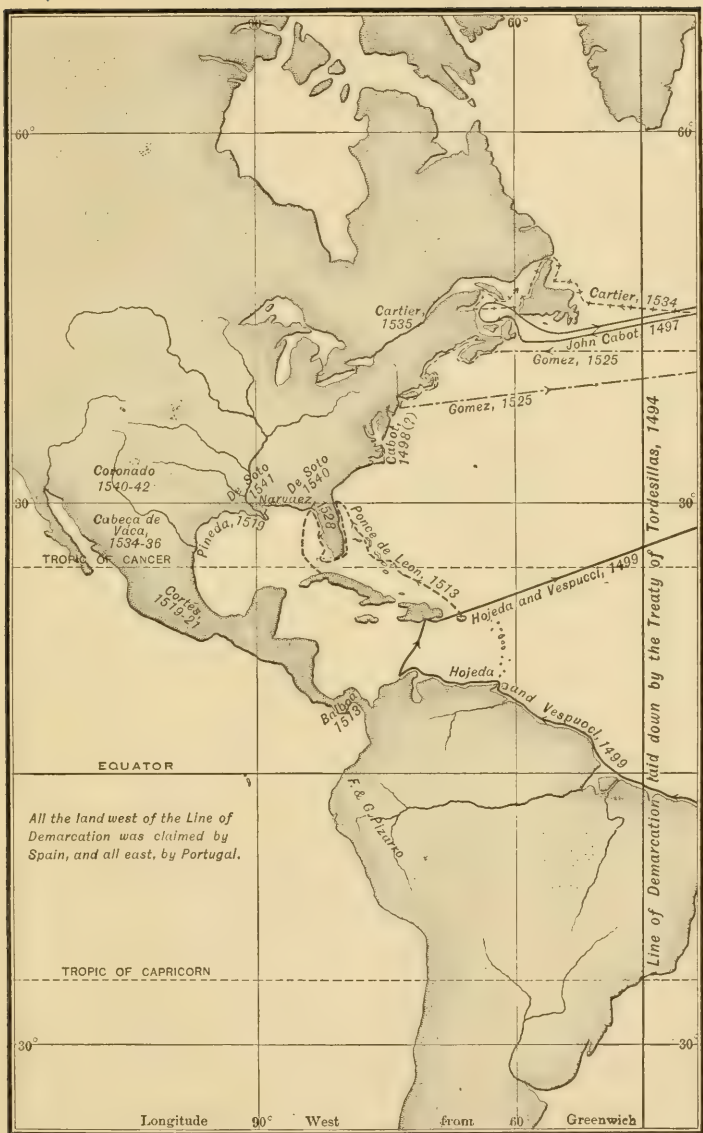 90°
60°
60°
60°
Cartier, 1534
Cartier,
1535
John Cabot, 1497
Gomez, 1525
Gomez, 1525
Cabot,
1498(?)
Line of Demarcation laid down by the Treaty of Tordesillas, 1494
Coronado
1540-42
De Soto
1541
De Soto
1540
Narvaez,
1528
30
30°
Cabeça de
Vaca,
1534-36
Pineda, 1519
Ponce de Leon, 1513
TROPIC OF CANCER
Hojeda and Vespucci, 1499
Cortés,
1519-21
Hojeda and Vespucci, 1499
Balboa
1513
EQUATOR
F. & G. Pizarro
All the land west of the Line of
Demarcation was claimed by
Spain, and all east, by Portugal.
TROPIC OF CAPRICORN
30°
30°
Longitude 90° West from 60° Greenwich